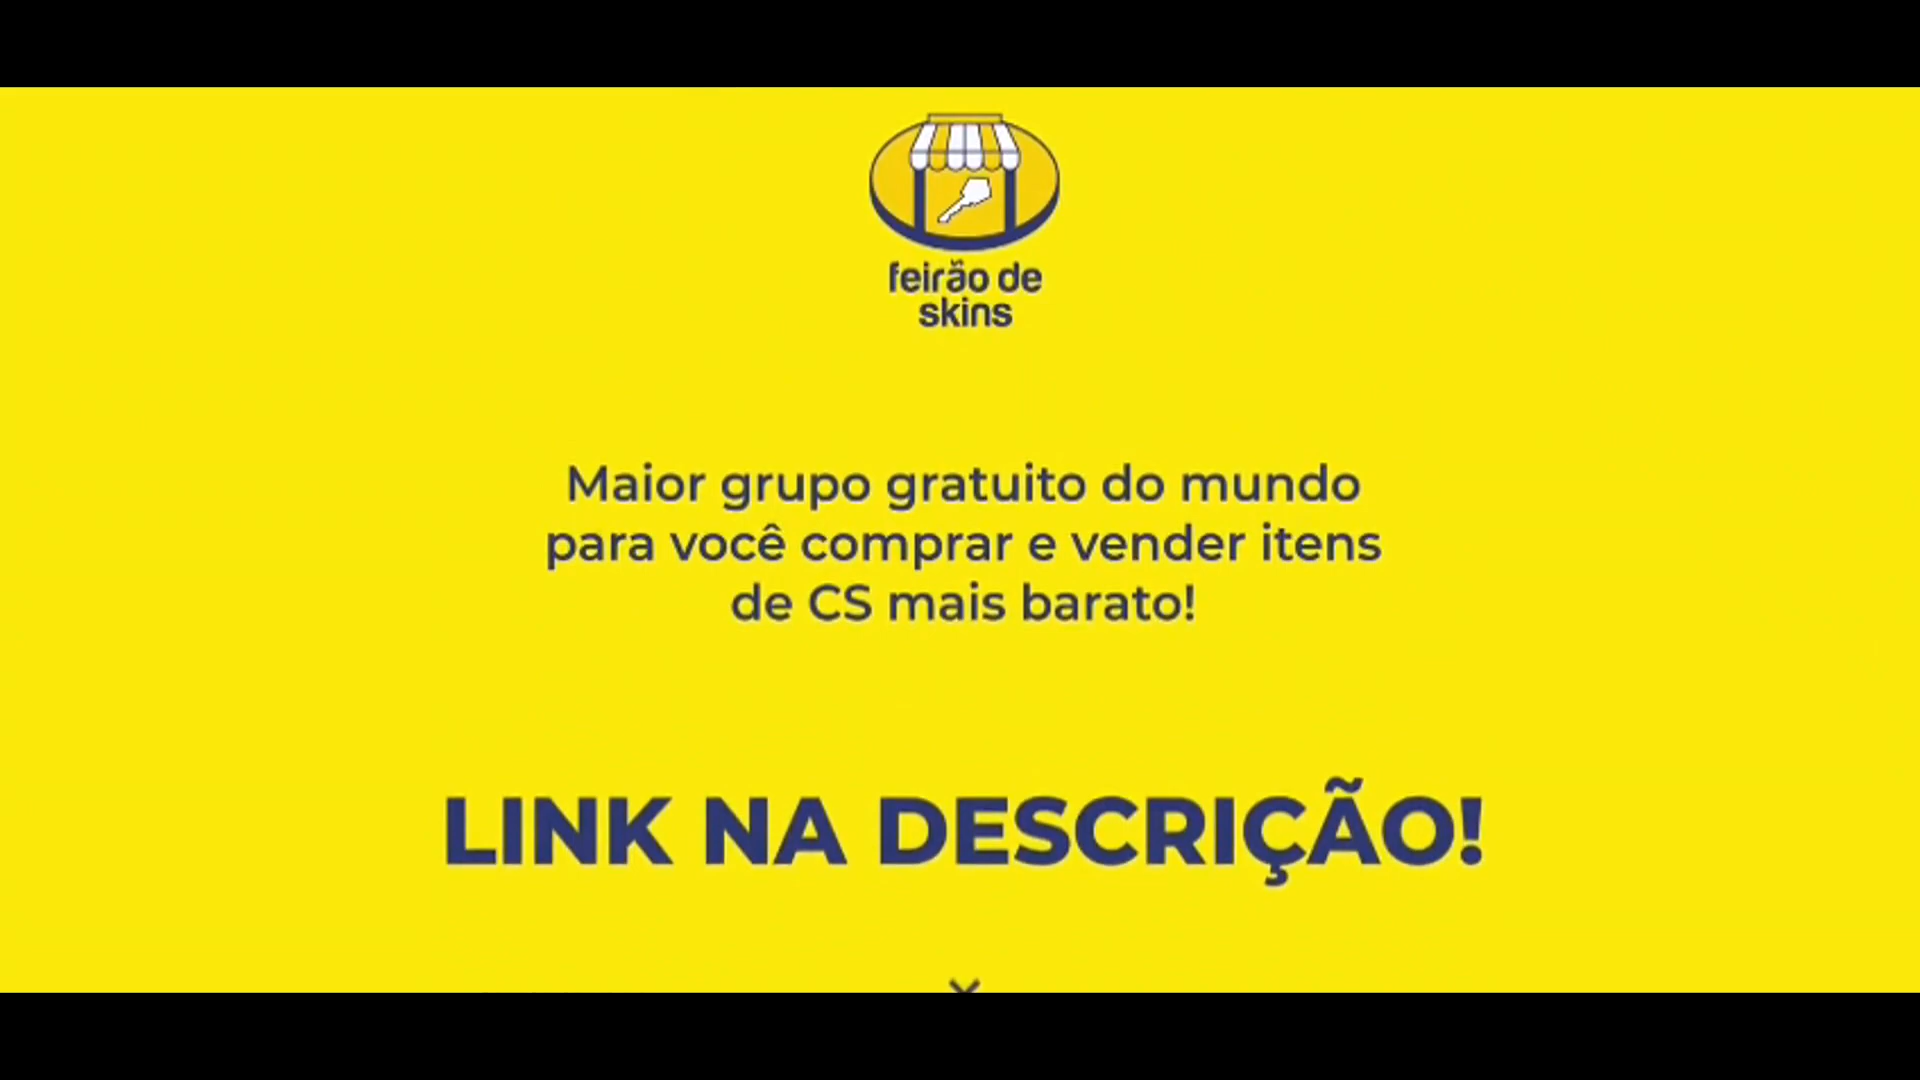 feirão de
skins
Maior grupo gratuito do mundo
para você comprar e vender itens
de CS mais barato!
LINK NA DESCRIÇÃO!